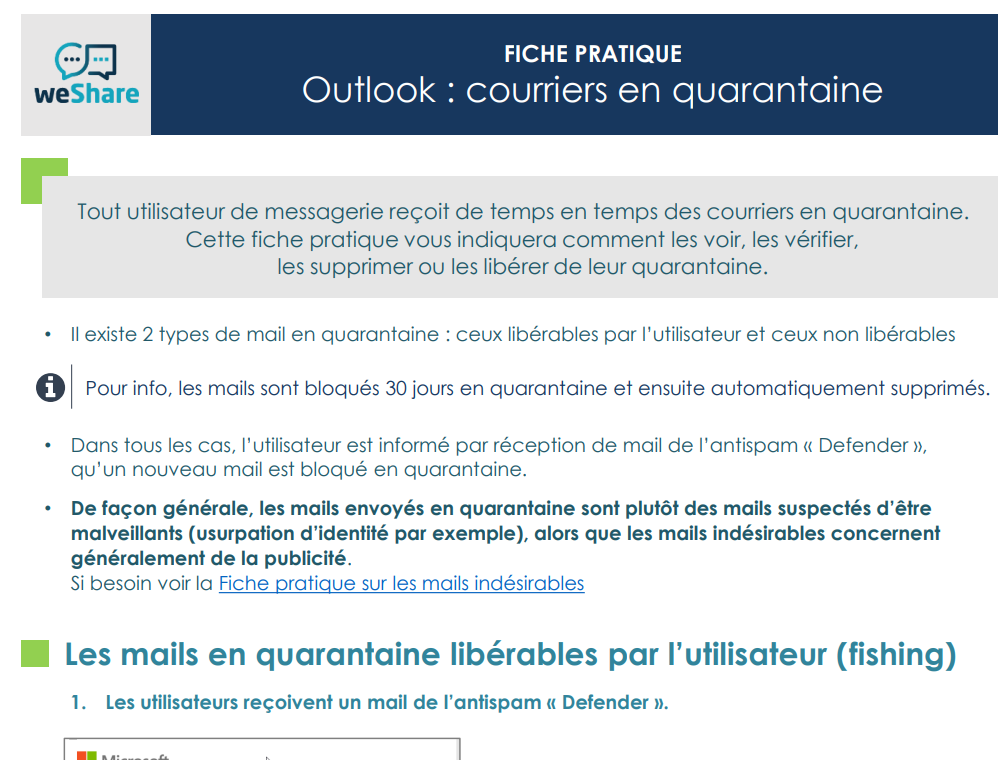 weShare
FICHE PRATIQUE
Outlook : courriers en quarantaine
Tout utilisateur de messagerie reçoit de temps en temps des courriers en quarantaine.
Cette fiche pratique vous indiquera comment les voir, les vérifier,
les supprimer ou les libérer de leur quarantaine.
• Il existe 2 types de mail en quarantaine : ceux libérables par l’utilisateur et ceux non libérables
Pour info, les mails sont bloqués 30 jours en quarantaine et ensuite automatiquement supprimés.
• Dans tous les cas, l’utilisateur est informé par réception de mail de l’antispam « Defender »,
qu’un nouveau mail est bloqué en quarantaine.
• De façon générale, les mails envoyés en quarantaine sont plutôt des mails suspectés d’être
malveillants (usurpation d’identité par exemple), alors que les mails indésirables concernent
généralement de la publicité.
Si besoin voir la Fiche pratique sur les mails indésirables
Les mails en quarantaine libérables par l’utilisateur (fishing)
1. Les utilisateurs reçoivent un mail de l’antispam « Defender ».
Microsoft